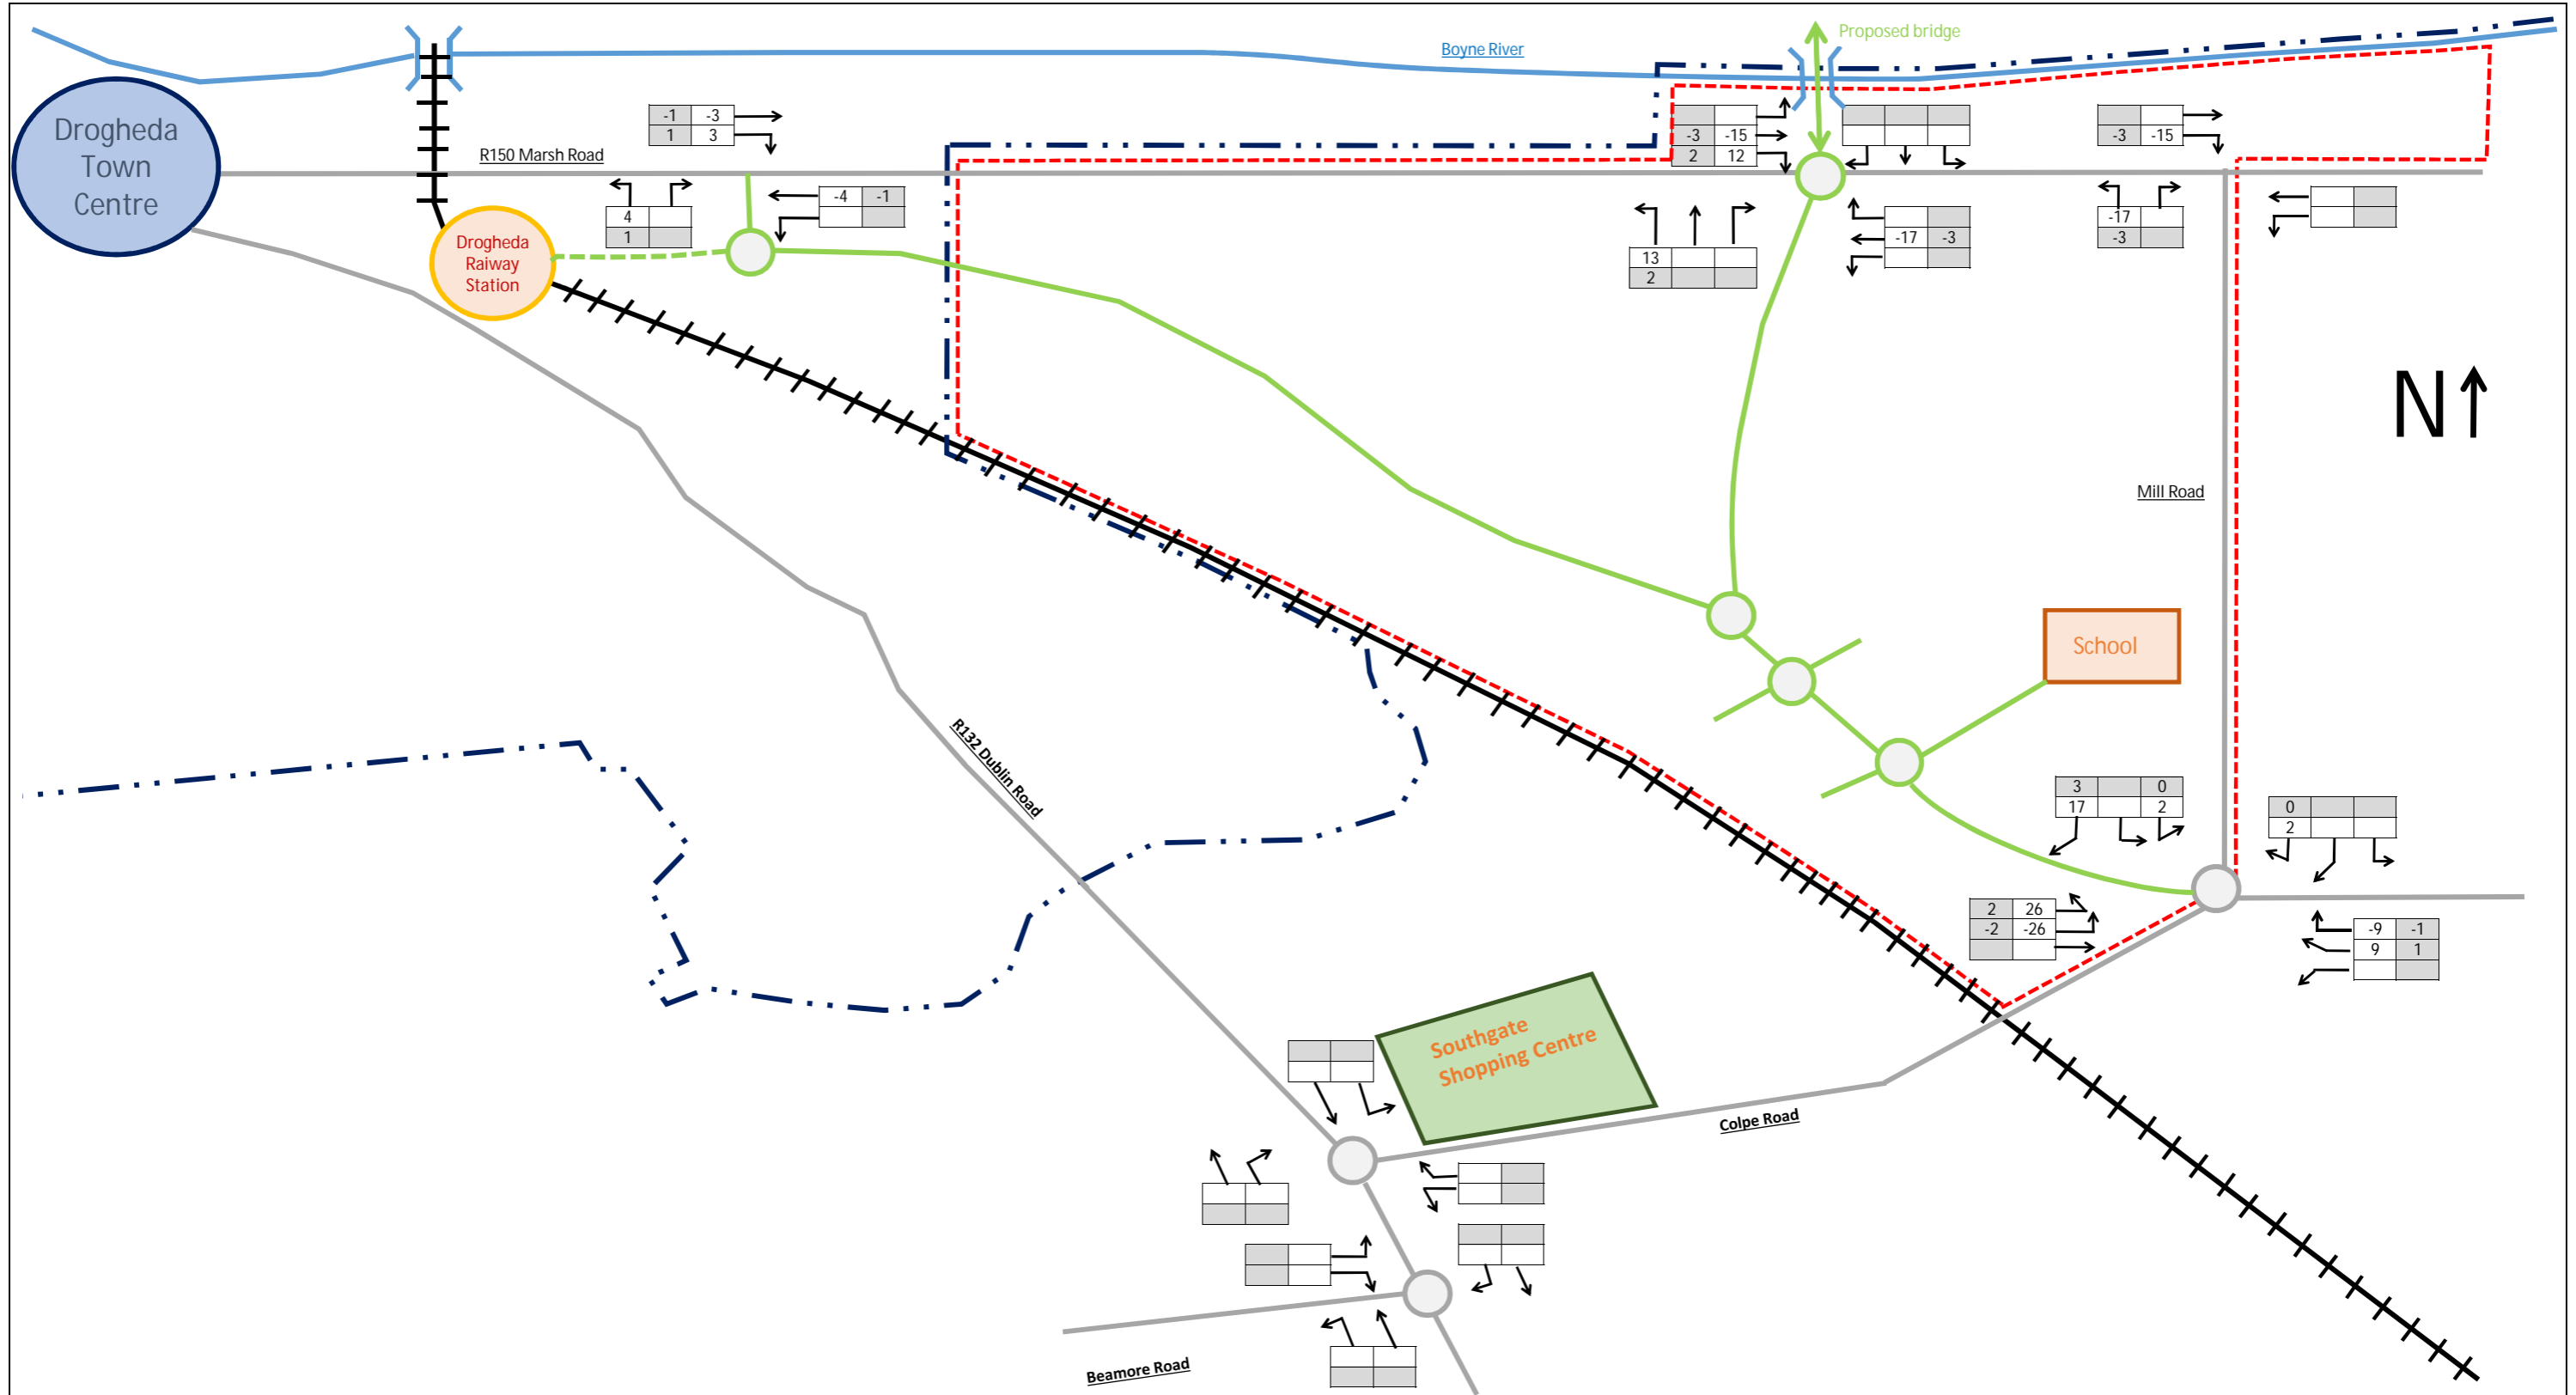 Proposed bridge
Boyne River
Drogheda
Town
Centre
-1 -3
1 3
-3 -15
2 12
-3 -15
R150 Marsh Road
4
1
-4 -1
Drogheda
Raiway
Station
13
2
-17 -3
-17
-3
N
Mill Road
School
R132 Dublin Road
3 0
17 2
0
2
2 26
-2 -26
-9 -1
9 1
Southgate
Shopping Centre
Colpe Road
Beamore Road